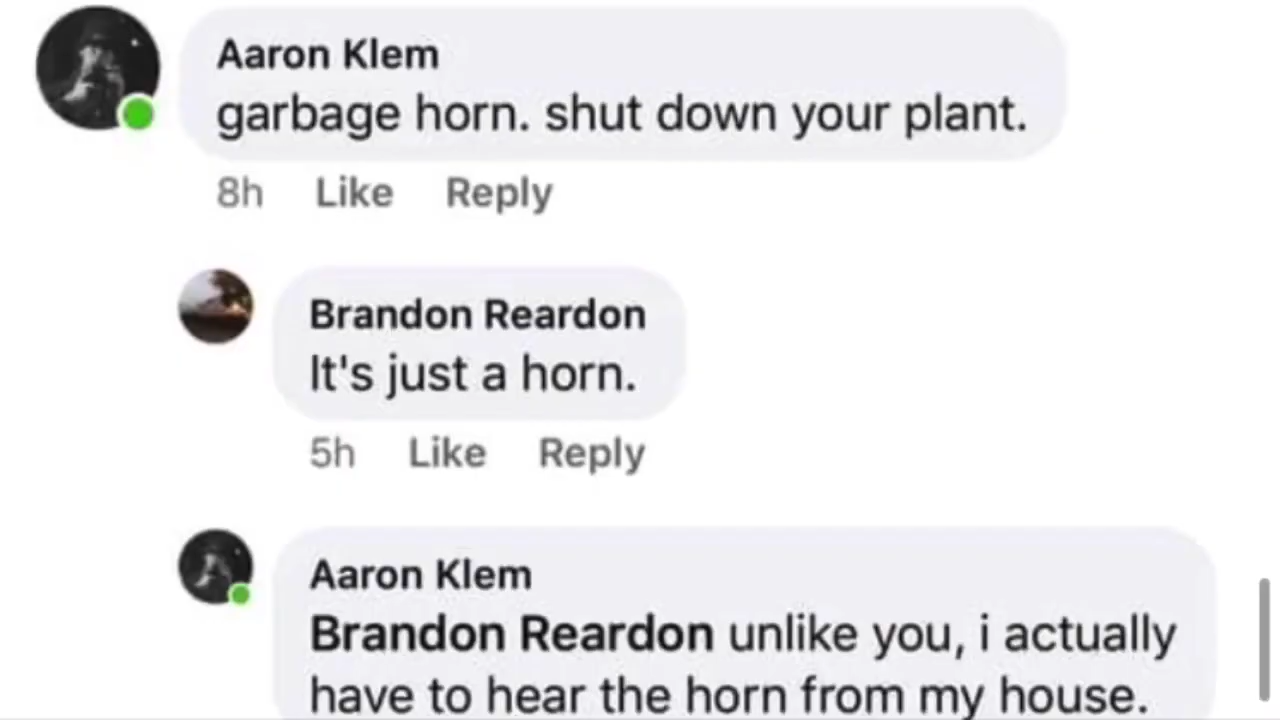 Aaron Klem
garbage horn. shut down your plant.
8h Like Reply
Brandon Reardon
It's just a horn.
5h Like Reply
Aaron Klem
Brandon Reardon unlike you, i actually
have to hear the horn from my house.